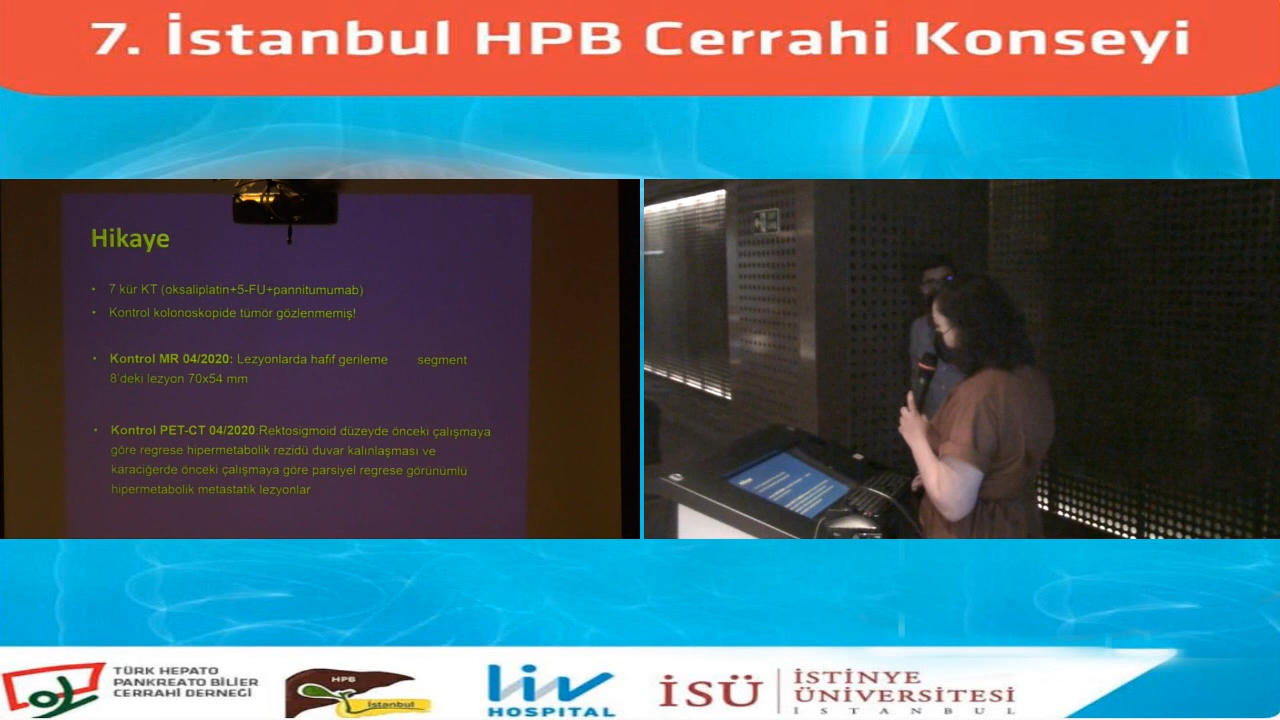 7. İstanbul HPB Cerrahi Konseyi
Hikaye
• 7 kür KT (oksaliplatin+5-FU+pannitumumab)
• Kontrol kolonoskopide tümör gözlenmemiş!
• Kontrol MR 04/2020: Lezyonlarda hafif gerileme segment
8'deki lezyon 70x54 mm
• Kontrol PET-CT 04/2020:Rektosigmoid düzeyde önceki çalışmaya
göre regrese hipermetabolik rezidü duvar kalınlaşması ve
karaciğerde önceki çalışmaya göre parsiyel regrese görünümlü
hipermetabolik metastatik lezyonlar
TÜRK HEPATO
PANKREATO BİLİER
CERRAHİ DERNEĞİ
HPB
İstanbul
liv
HOSPITAL
İSÜ
İSTİNYE
ÜNİVERSİTESİ
İSTANBUL